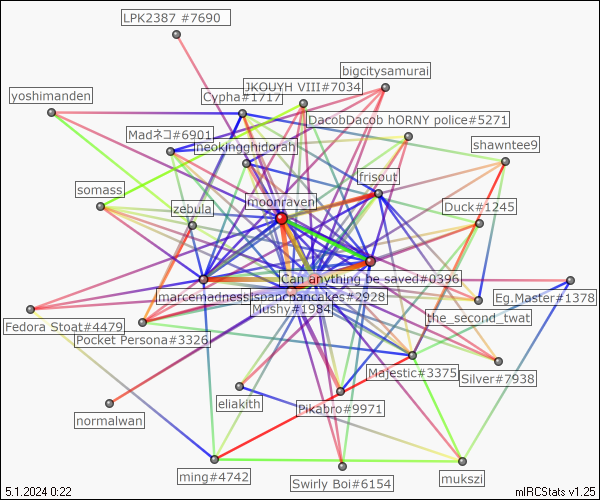 LPK2387 #7690
bigcitysamurai
JKOUYH VIII#7034
yoshimanden
Cypha#1717
DacobDacob hORNY police#5271
Madネコ#6901
neokingghidorah
shawntee9
frisøut
somass
moonraven
zebula
Duck#1245
Can anything be saved#0396
marcemadness
spancpancakes#2928
Eg.Master#1378
Mushy#1984
the_second_twat
Fedora Stoat#4479
Pocket Persona#3326
Majestic#3375
Silver#7938
eliakith
Pikabro#9971
normalwan
ming#4742
mukszi
Swirly Boi#6154
5.1.2024 0:22
mIRCStats v1.25